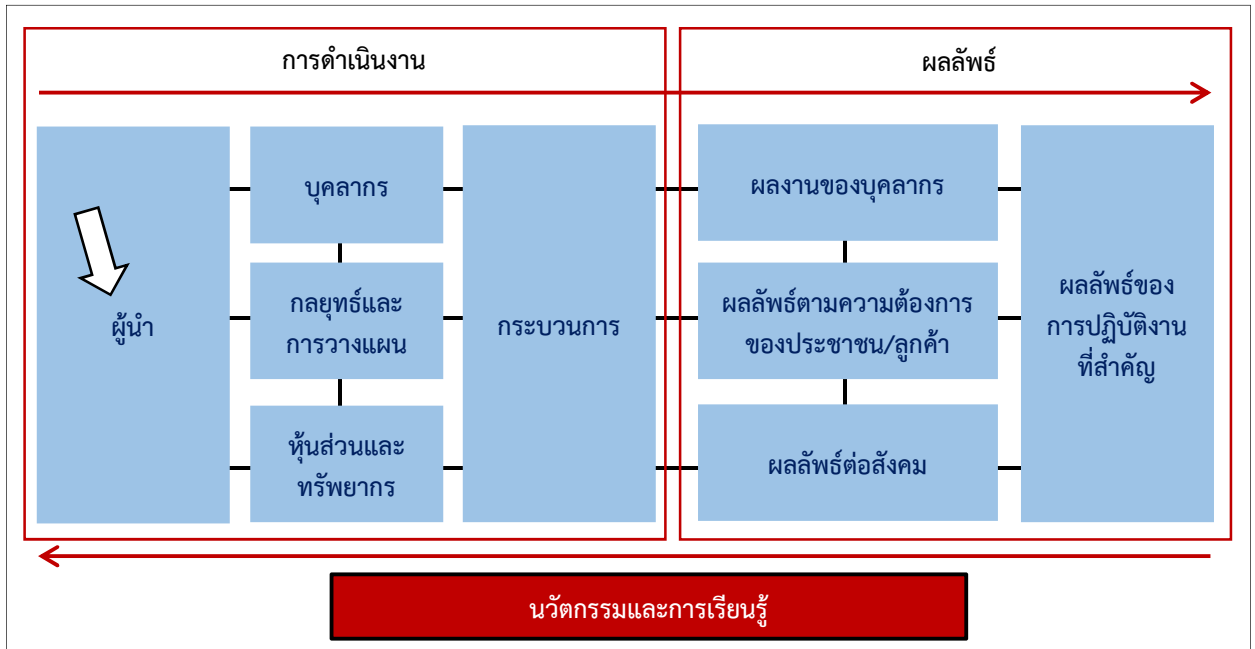 การดำเนินงาน
ผลลัพธ์
ผู้นำ
บุคลากร
กลยุทธ์และ
การวางแผน
หุ้นส่วนและ
ทรัพยากร
กระบวนการ
ผลงานของบุคลากร
ผลลัพธ์ตามความต้องการ
ของประชาชน/ลูกค้า
ผลลัพธ์ต่อสังคม
ผลลัพธ์ของ
การปฏิบัติงาน
ที่สำคัญ
นวัตกรรมและการเรียนรู้